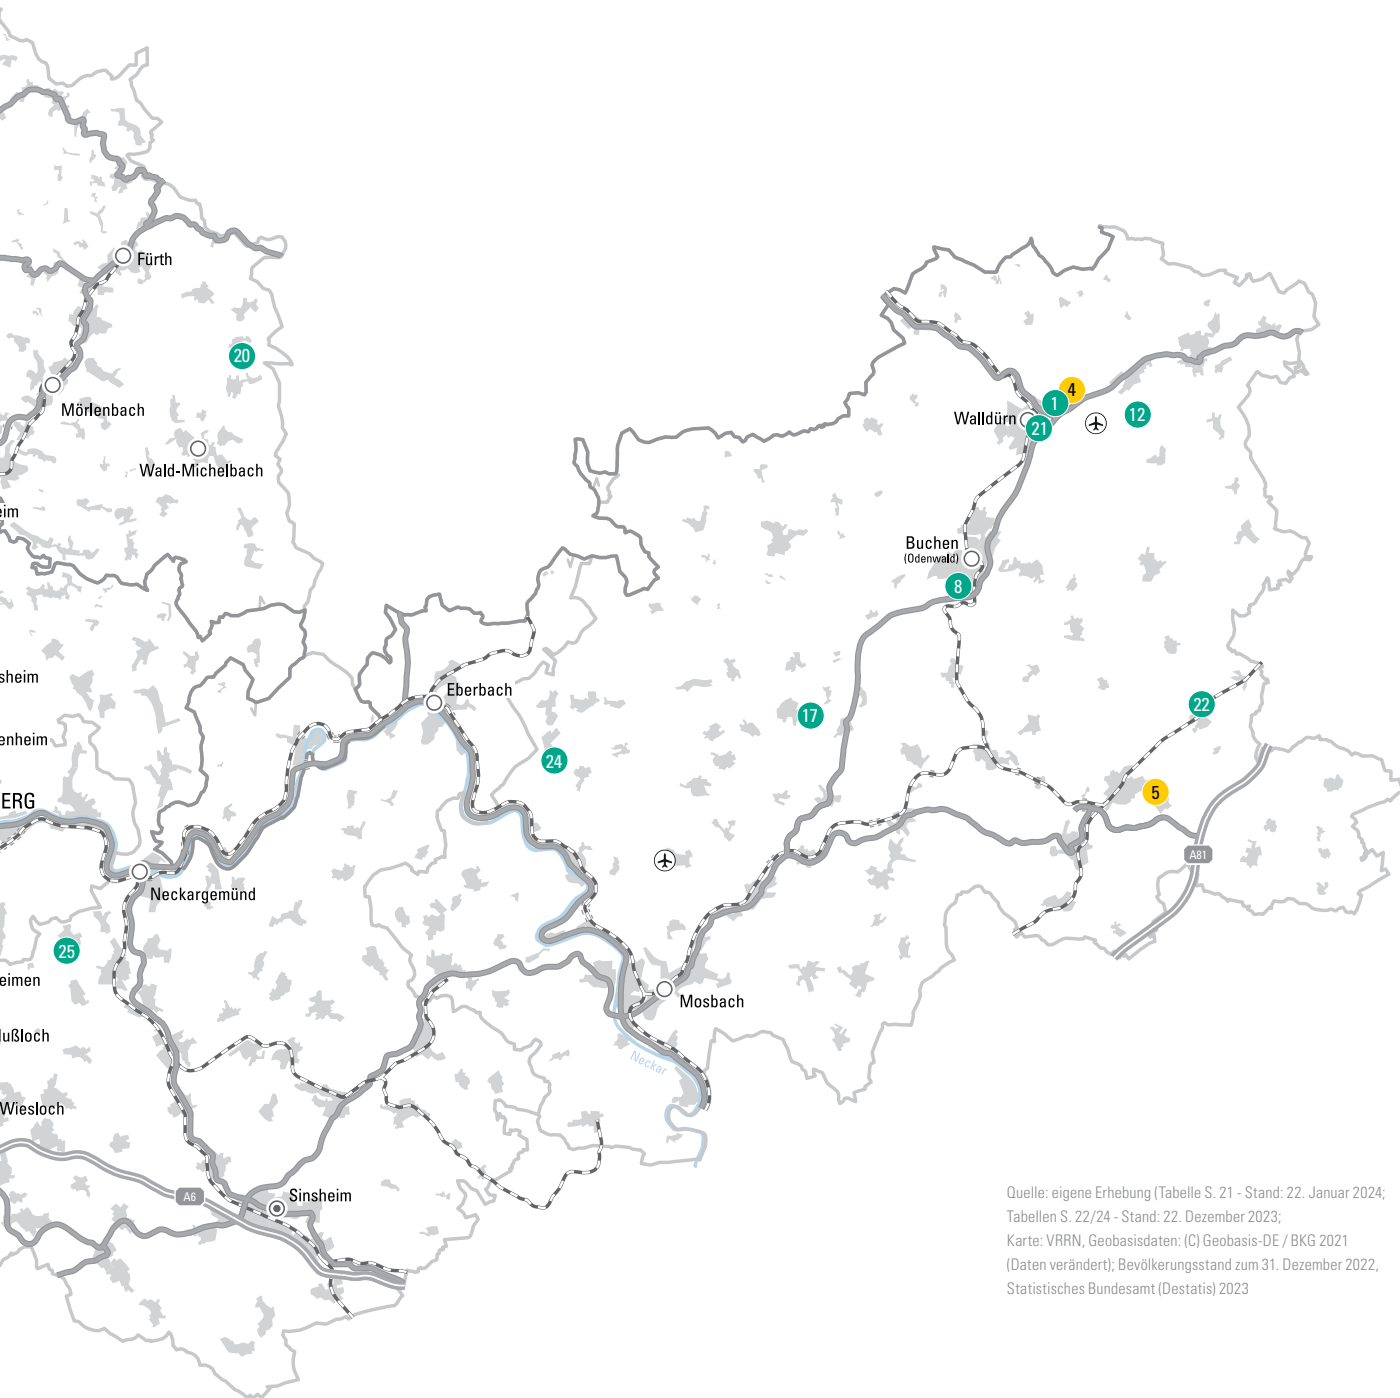 Fürth
20
Mörlenbach
Wald-Michelbach
eim
4
1
12
Walldürn
21
Buchen
(Odenwald)
8
sheim
Eberbach
22
17
enheim
24
5
ERG
A81
Neckargemünd
25
eimen
Mosbach
ußloch
Neckar
Wiesloch
A6
Sinsheim
Quelle: eigene Erhebung (Tabelle S. 21 - Stand: 22. Januar 2024;
Tabellen S. 22/24 - Stand: 22. Dezember 2023;
Karte: VRRN, Geobasisdaten: (C) Geobasis-DE / BKG 2021
(Daten verändert); Bevölkerungsstand zum 31. Dezember 2022,
Statistisches Bundesamt (Destatis) 2023